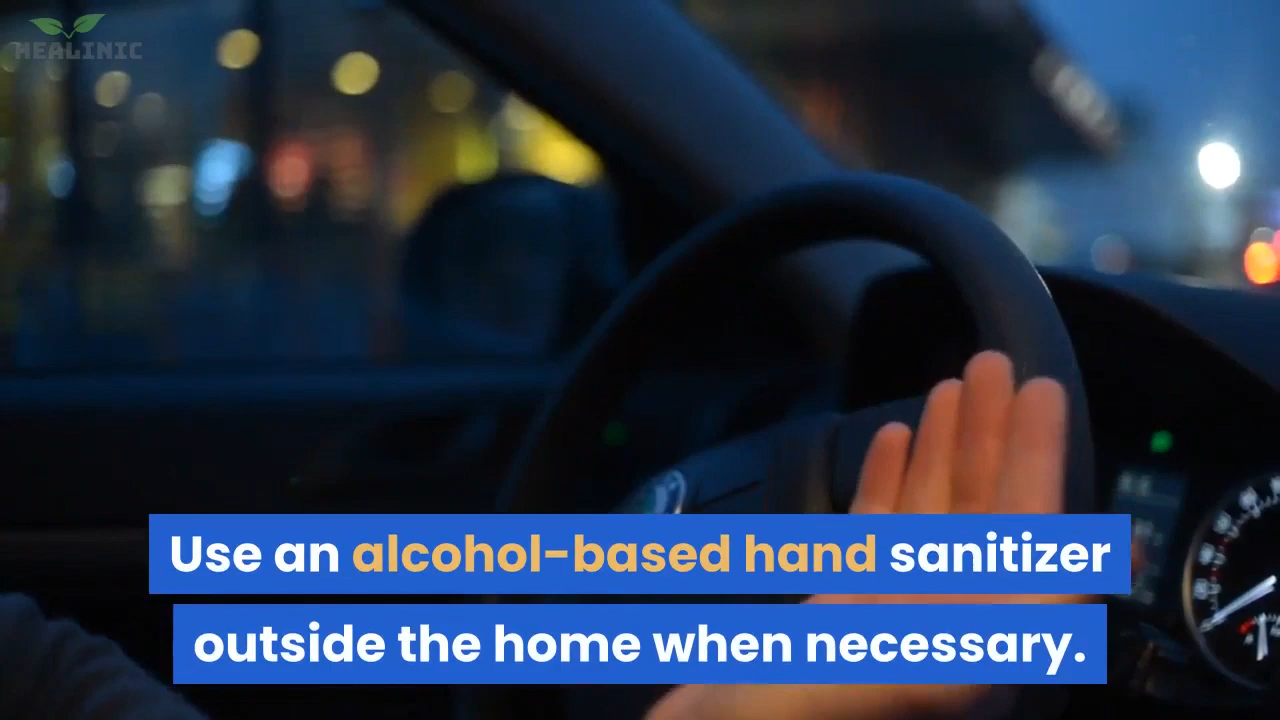 MEALINIC
Use an alcohol-based hand sanitizer
outside the home when necessary.